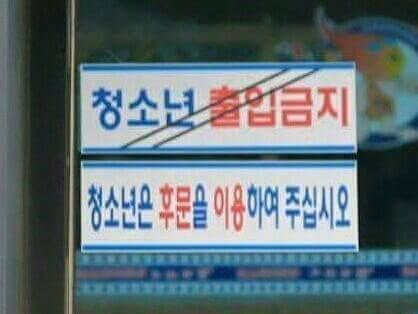 청소년 출입금지
청소년은 후문을 이용하여 주십시오